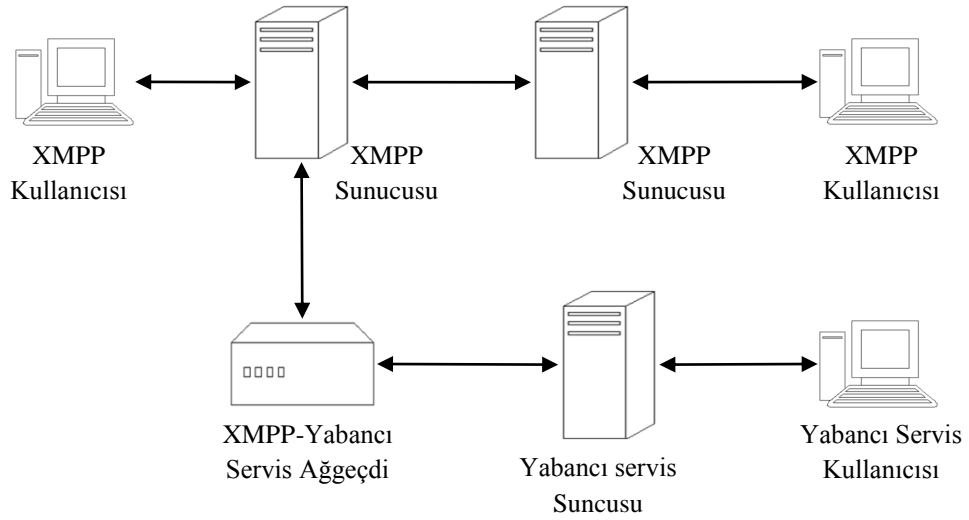 XMPP
Kullanıcısı
XMPP
Sunucusu
XMPP
Sunucusu
XMPP
Kullanıcısı
XMPP-Yabancı
Servis Ağgeçdi
Yabancı servis
Suncusu
Yabancı Servis
Kullanıcısı